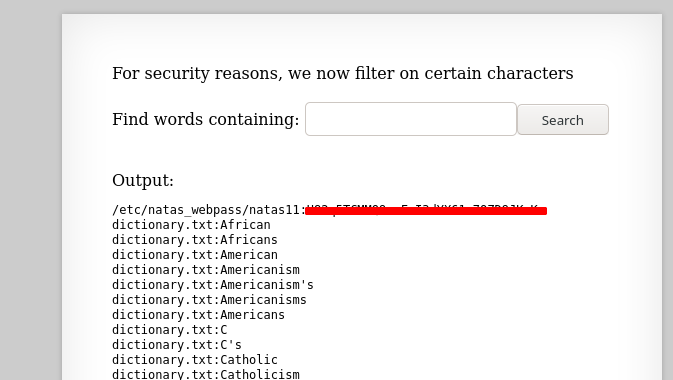 For security reasons, we now filter on certain characters
Find words containing: Search
Output:
/etc/natas_webpass/natas11:
dictionary.txt:African
dictionary.txt:Africans
dictionary.txt:American
dictionary.txt:Americanism
dictionary.txt:Americanism's
dictionary.txt:Americanisms
dictionary.txt:Americans
dictionary.txt:C
dictionary.txt:C's
dictionary.txt:Catholic
dictionary.txt:Catholicism